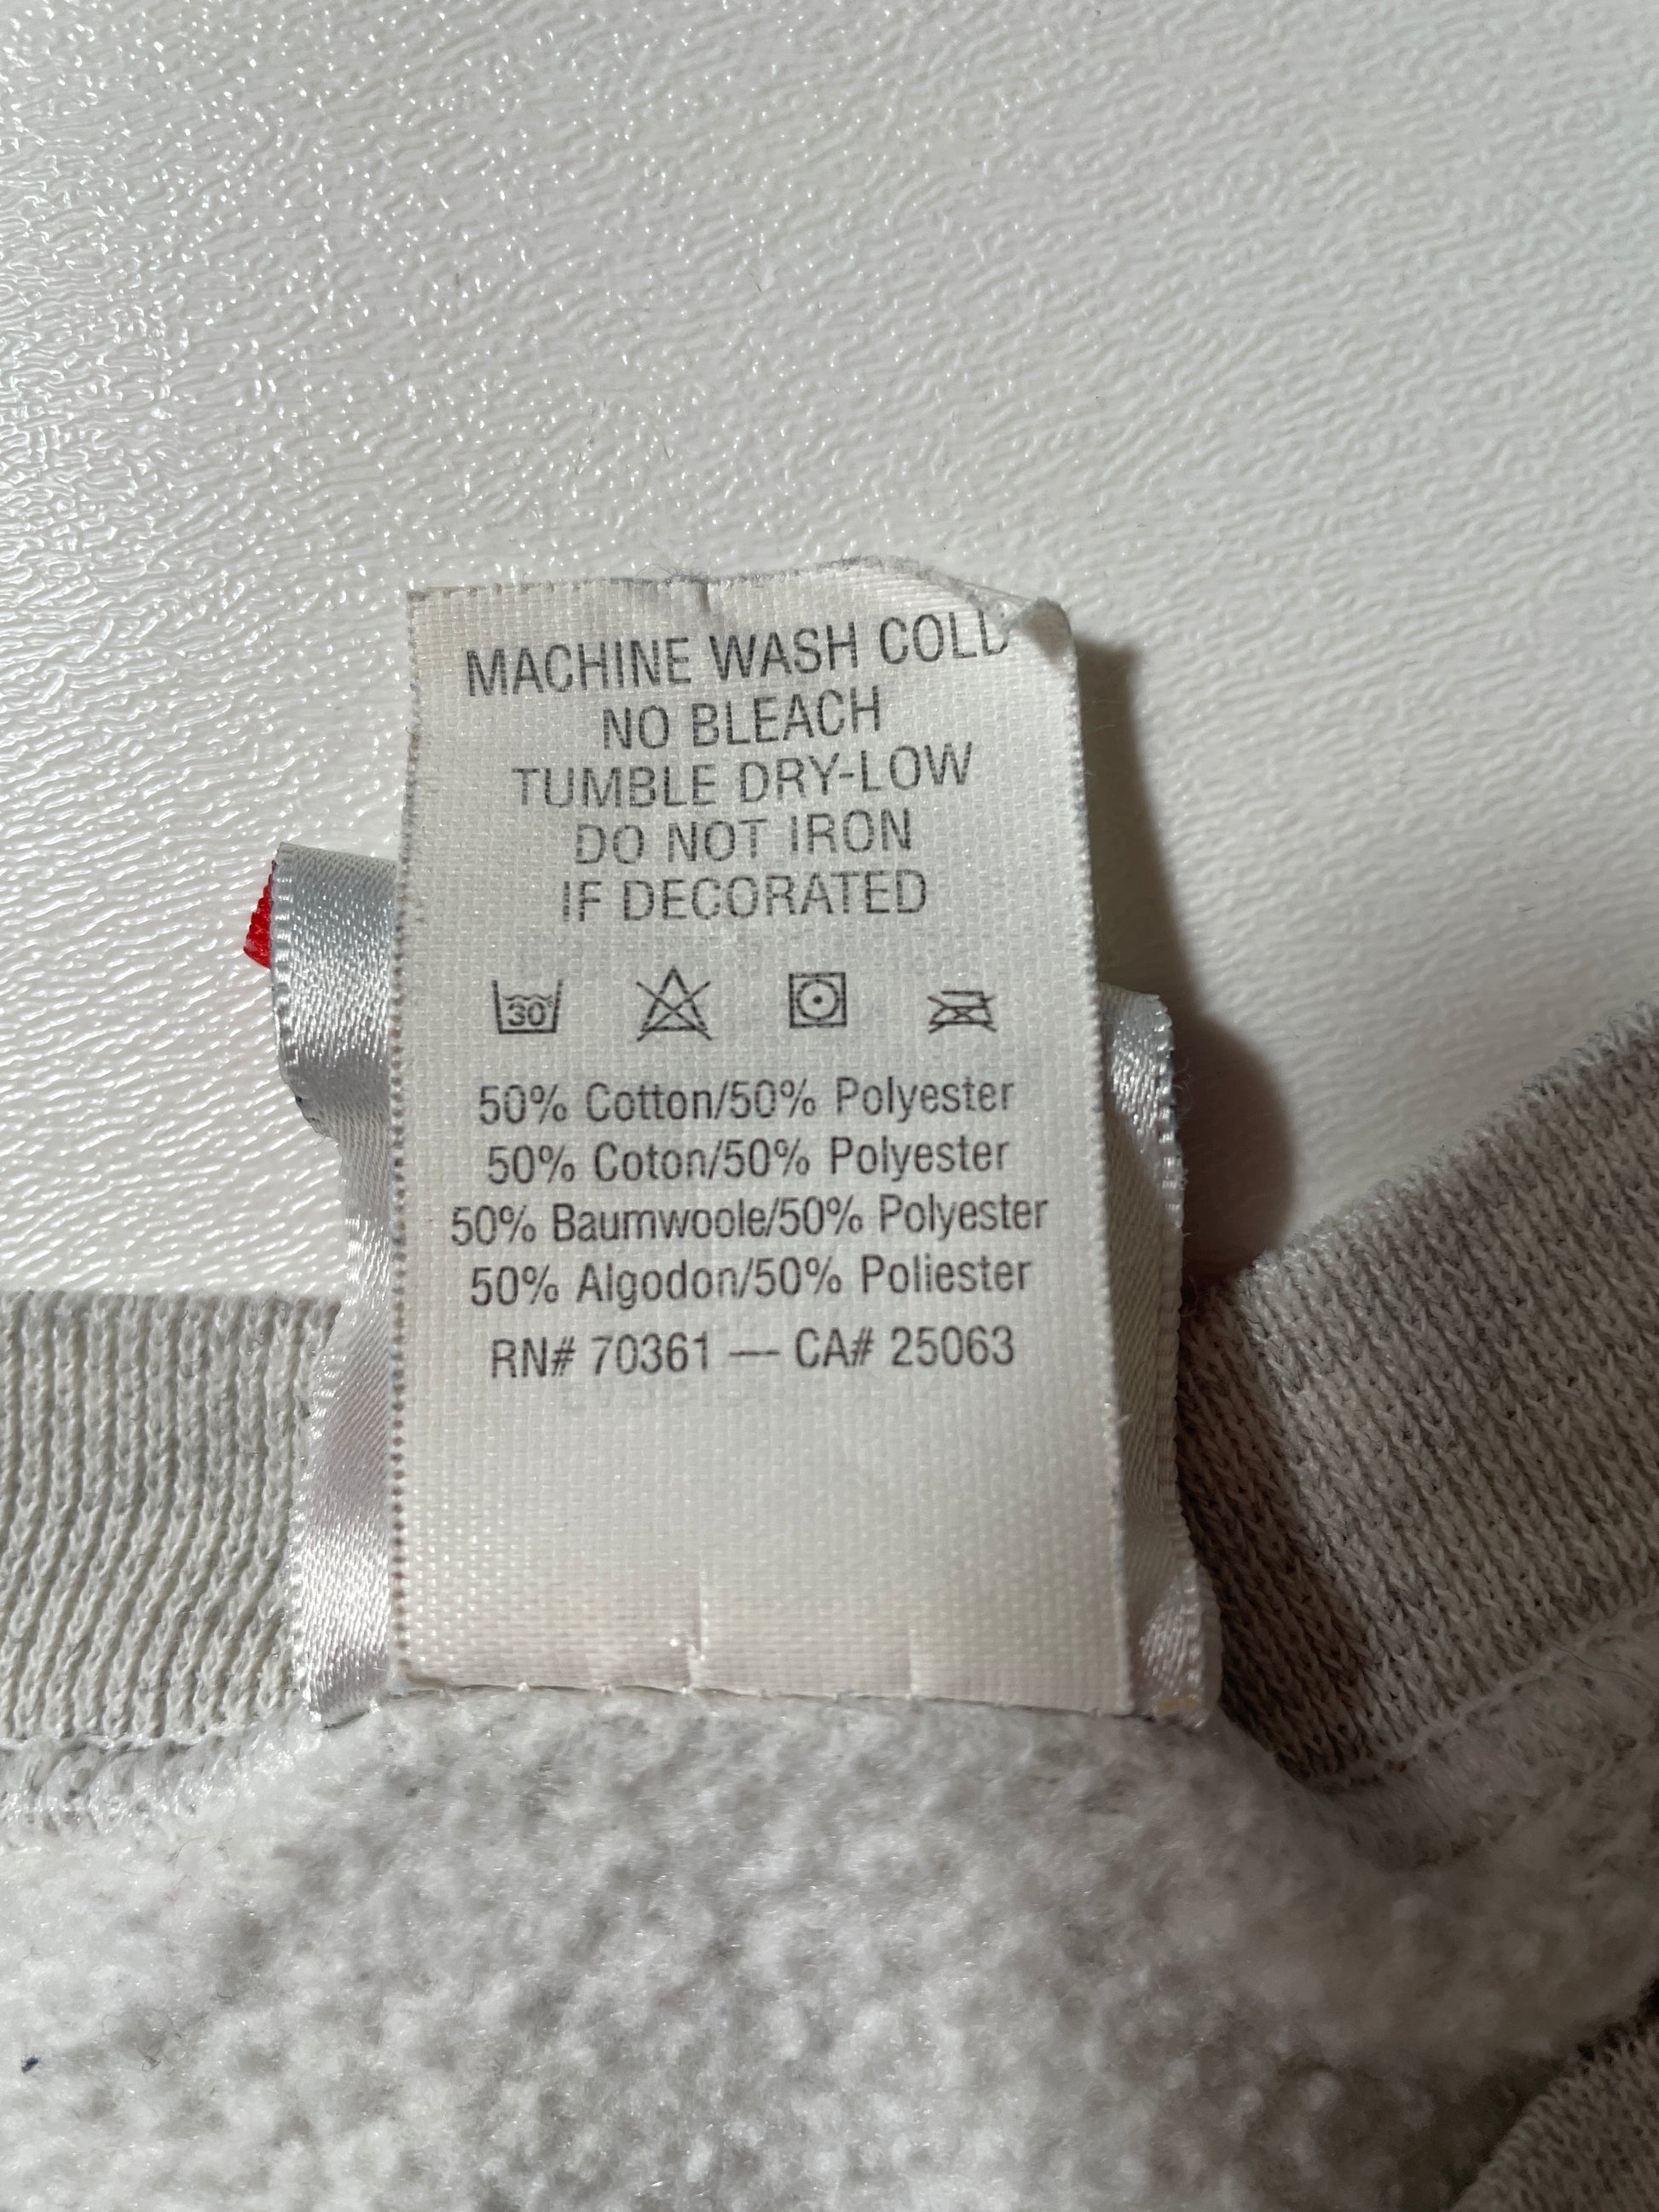 MACHINE WASH COLD
NO BLEACH
TUMBLE DRY-LOW
DO NOT IRON
IF DECORATED
30°
50% Cotton/50% Polyester
50% Coton/50% Polyester
50% Baumwoole/50% Polyester
50% Algodon/50% Poliester
RN# 70361 — CA# 25063